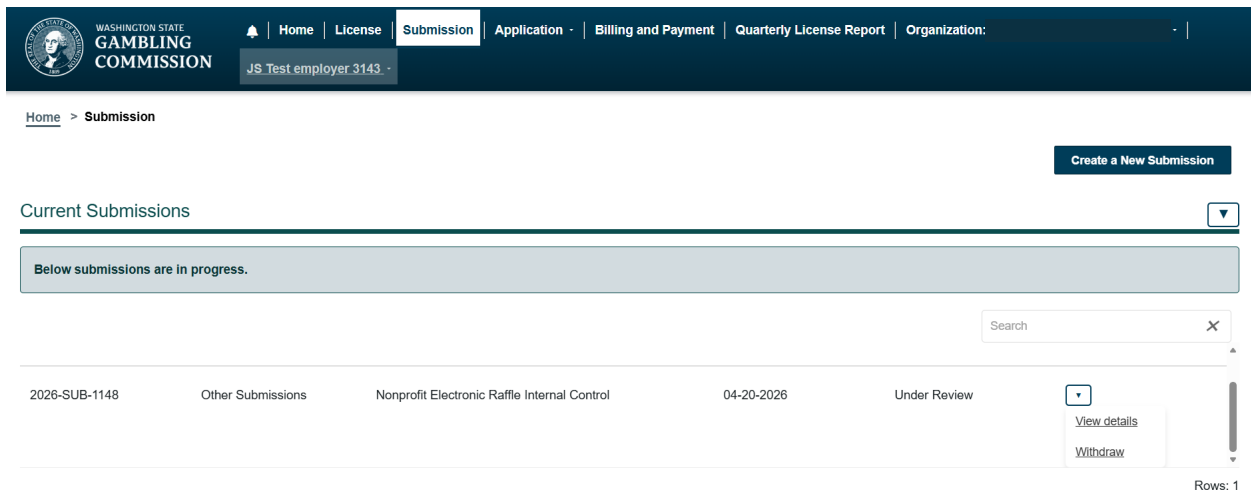 WASHINGTON STATE
GAMBLING
COMMISSION
Home | License | Submission | Application | Billing and Payment | Quarterly License Report | Organization:
JS Test employer 3143
Home > Submission
Create a New Submission
Current Submissions
Below submissions are in progress.
Search
2026-SUB-1148 Other Submissions Nonprofit Electronic Raffle Internal Control 04-20-2026 Under Review
View details
Withdraw
Rows: 1